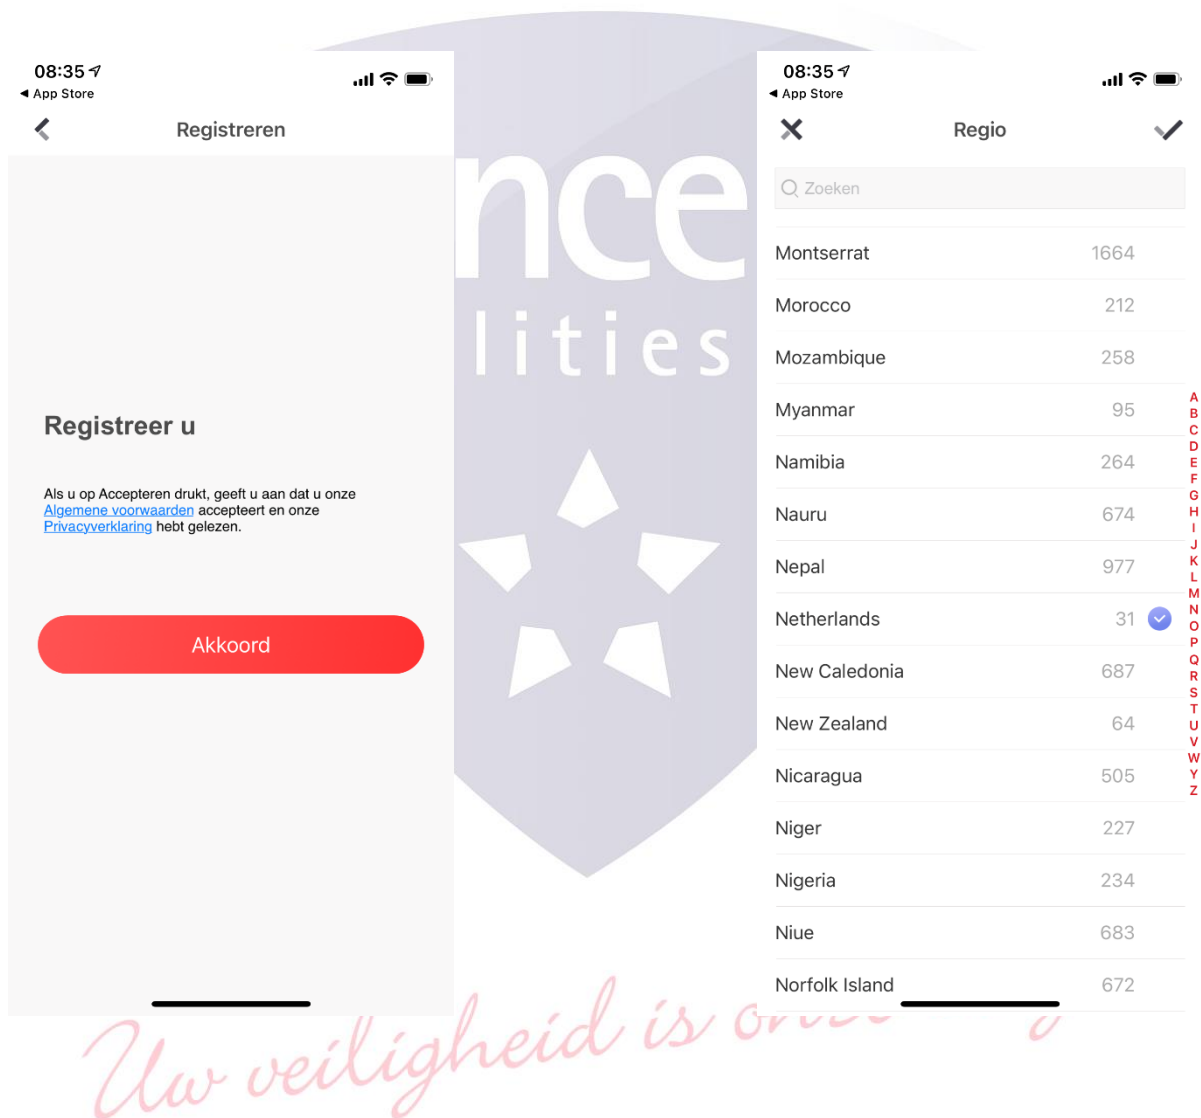 08:35
App Store
Registreren
Registreer u
Als u op Accepteren drukt, geeft u aan dat u onze
Algemene voorwaarden accepteert en onze
Privacyverklaring hebt gelezen.
Akkoord
08:35
App Store
Regio
Zoeken
Montserrat 1664
Morocco 212
Mozambique 258
Myanmar 95
Namibia 264
Nauru 674
Nepal 977
Netherlands 31
New Caledonia 687
New Zealand 64
Nicaragua 505
Niger 227
Nigeria 234
Niue 683
Norfolk Island 672
A
B
C
D
E
F
G
H
I
J
K
L
M
N
O
P
Q
R
S
T
U
V
W
Y
Z
nce
lities
Uw veiligheid is